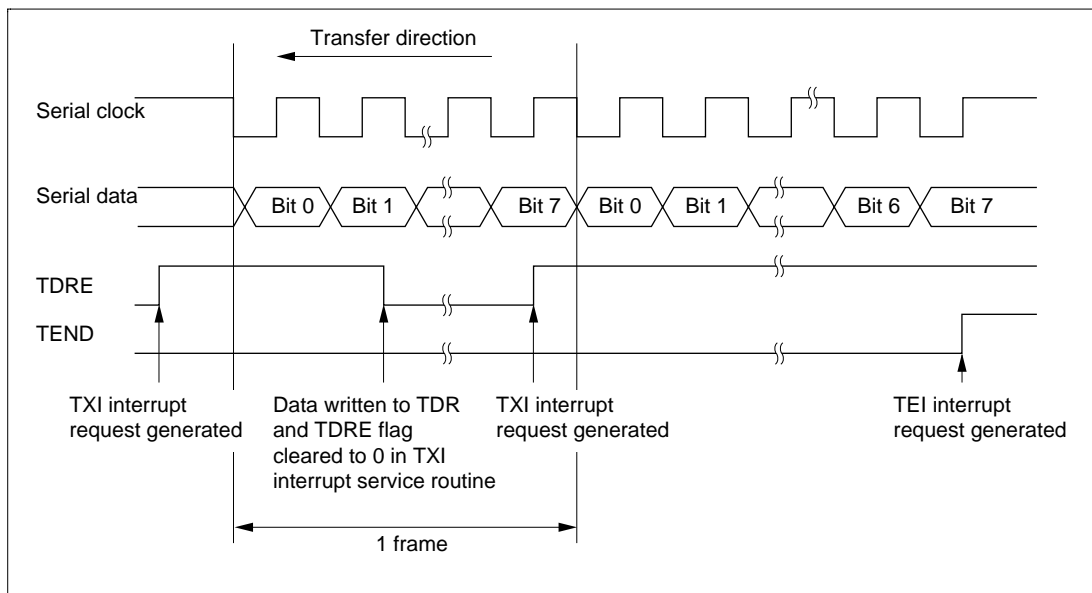 Transfer direction
Serial clock
Serial data
Bit 0
Bit 1
Bit 7
Bit 0
Bit 1
Bit 6
Bit 7
TDRE
TEND
TXI interrupt
request generated
Data written to TDR
and TDRE flag
cleared to 0 in TXI
interrupt service routine
TXI interrupt
request generated
TEI interrupt
request generated
1 frame